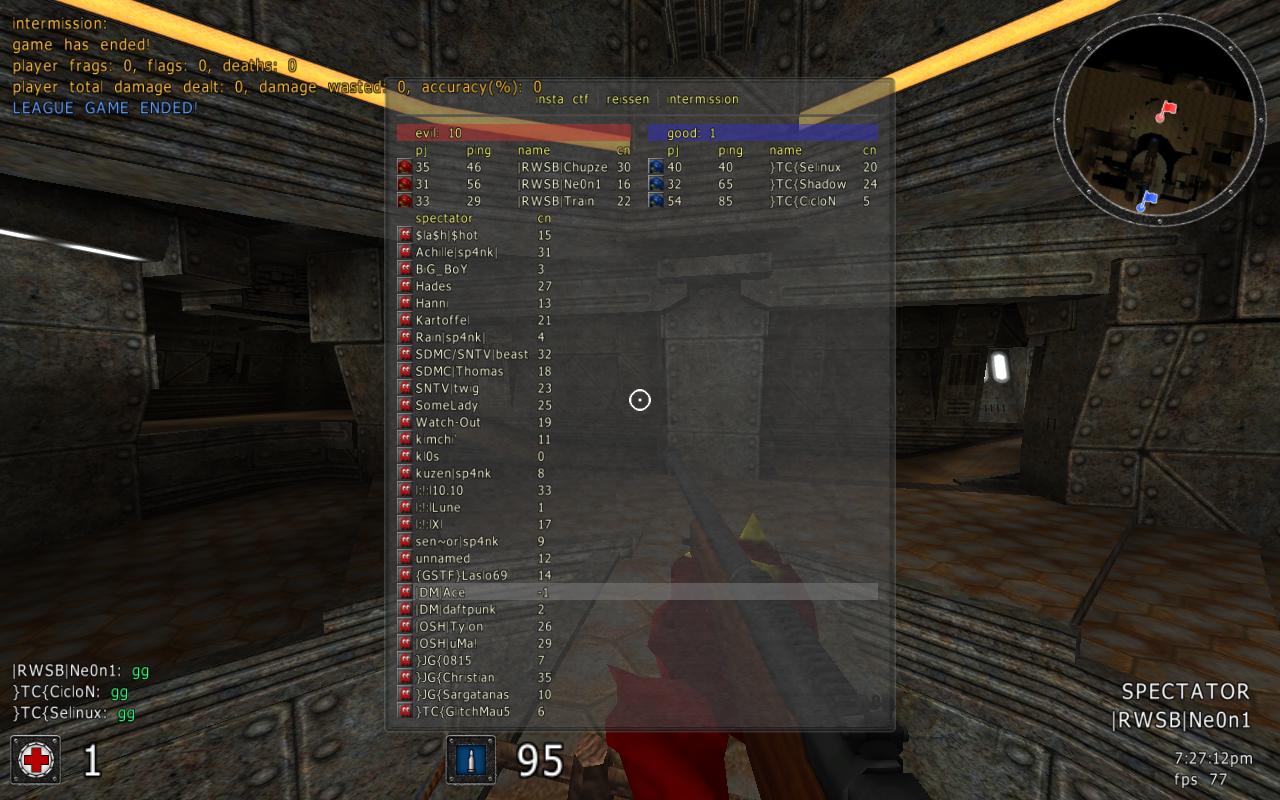 intermission:
game has ended!
player frags: 0, flags: 0, deaths: 0
player total damage dealt: 0, damage wasted: 0, accuracy(%): 0
LEAGUE GAME ENDED!
insta ctf reissen intermission
evil: 10 good: 1
pj ping name cn pj ping name cn
35 46 |RWSB|Chupze 30 40 40 }TC{Selinux 20
31 56 |RWSB|Ne0n1 16 32 65 }TC{Shadow 24
33 29 |RWSB|Train 22 54 85 }TC{CicloN 5
spectator cn
$la$h|$hot 15
Achille|sp4nk| 31
BiG_BoY 3
Hades 27
Hanni 13
Kartoffel 21
Rain|sp4nk| 4
SDMC/SNTV|beast 32
SDMC|Thomas 18
SNTV|twig 23
SomeLady 25
Watch-Out 19
kimchi` 11
kl0s 0
kuzen|sp4nk 8
|:!:|10.10 33
|:!:|Lune 1
|:!:|X| 17
sen~or|sp4nk 9
unnamed 12
{GSTF}Laslo69 14
|DM|Ace -1
|DM|daftpunk 2
|OSH|Tylon 26
|OSH|uMa! 29
}JG{0815 7
}JG{Christian 35
}JG{Sargatanas 10
}TC{GlitchMau5 6
|RWSB|Ne0n1: gg
}TC{CicloN: gg
}TC{Selinux: gg
1
95
SPECTATOR
|RWSB|Ne0n1
7:27:12pm
fps 77